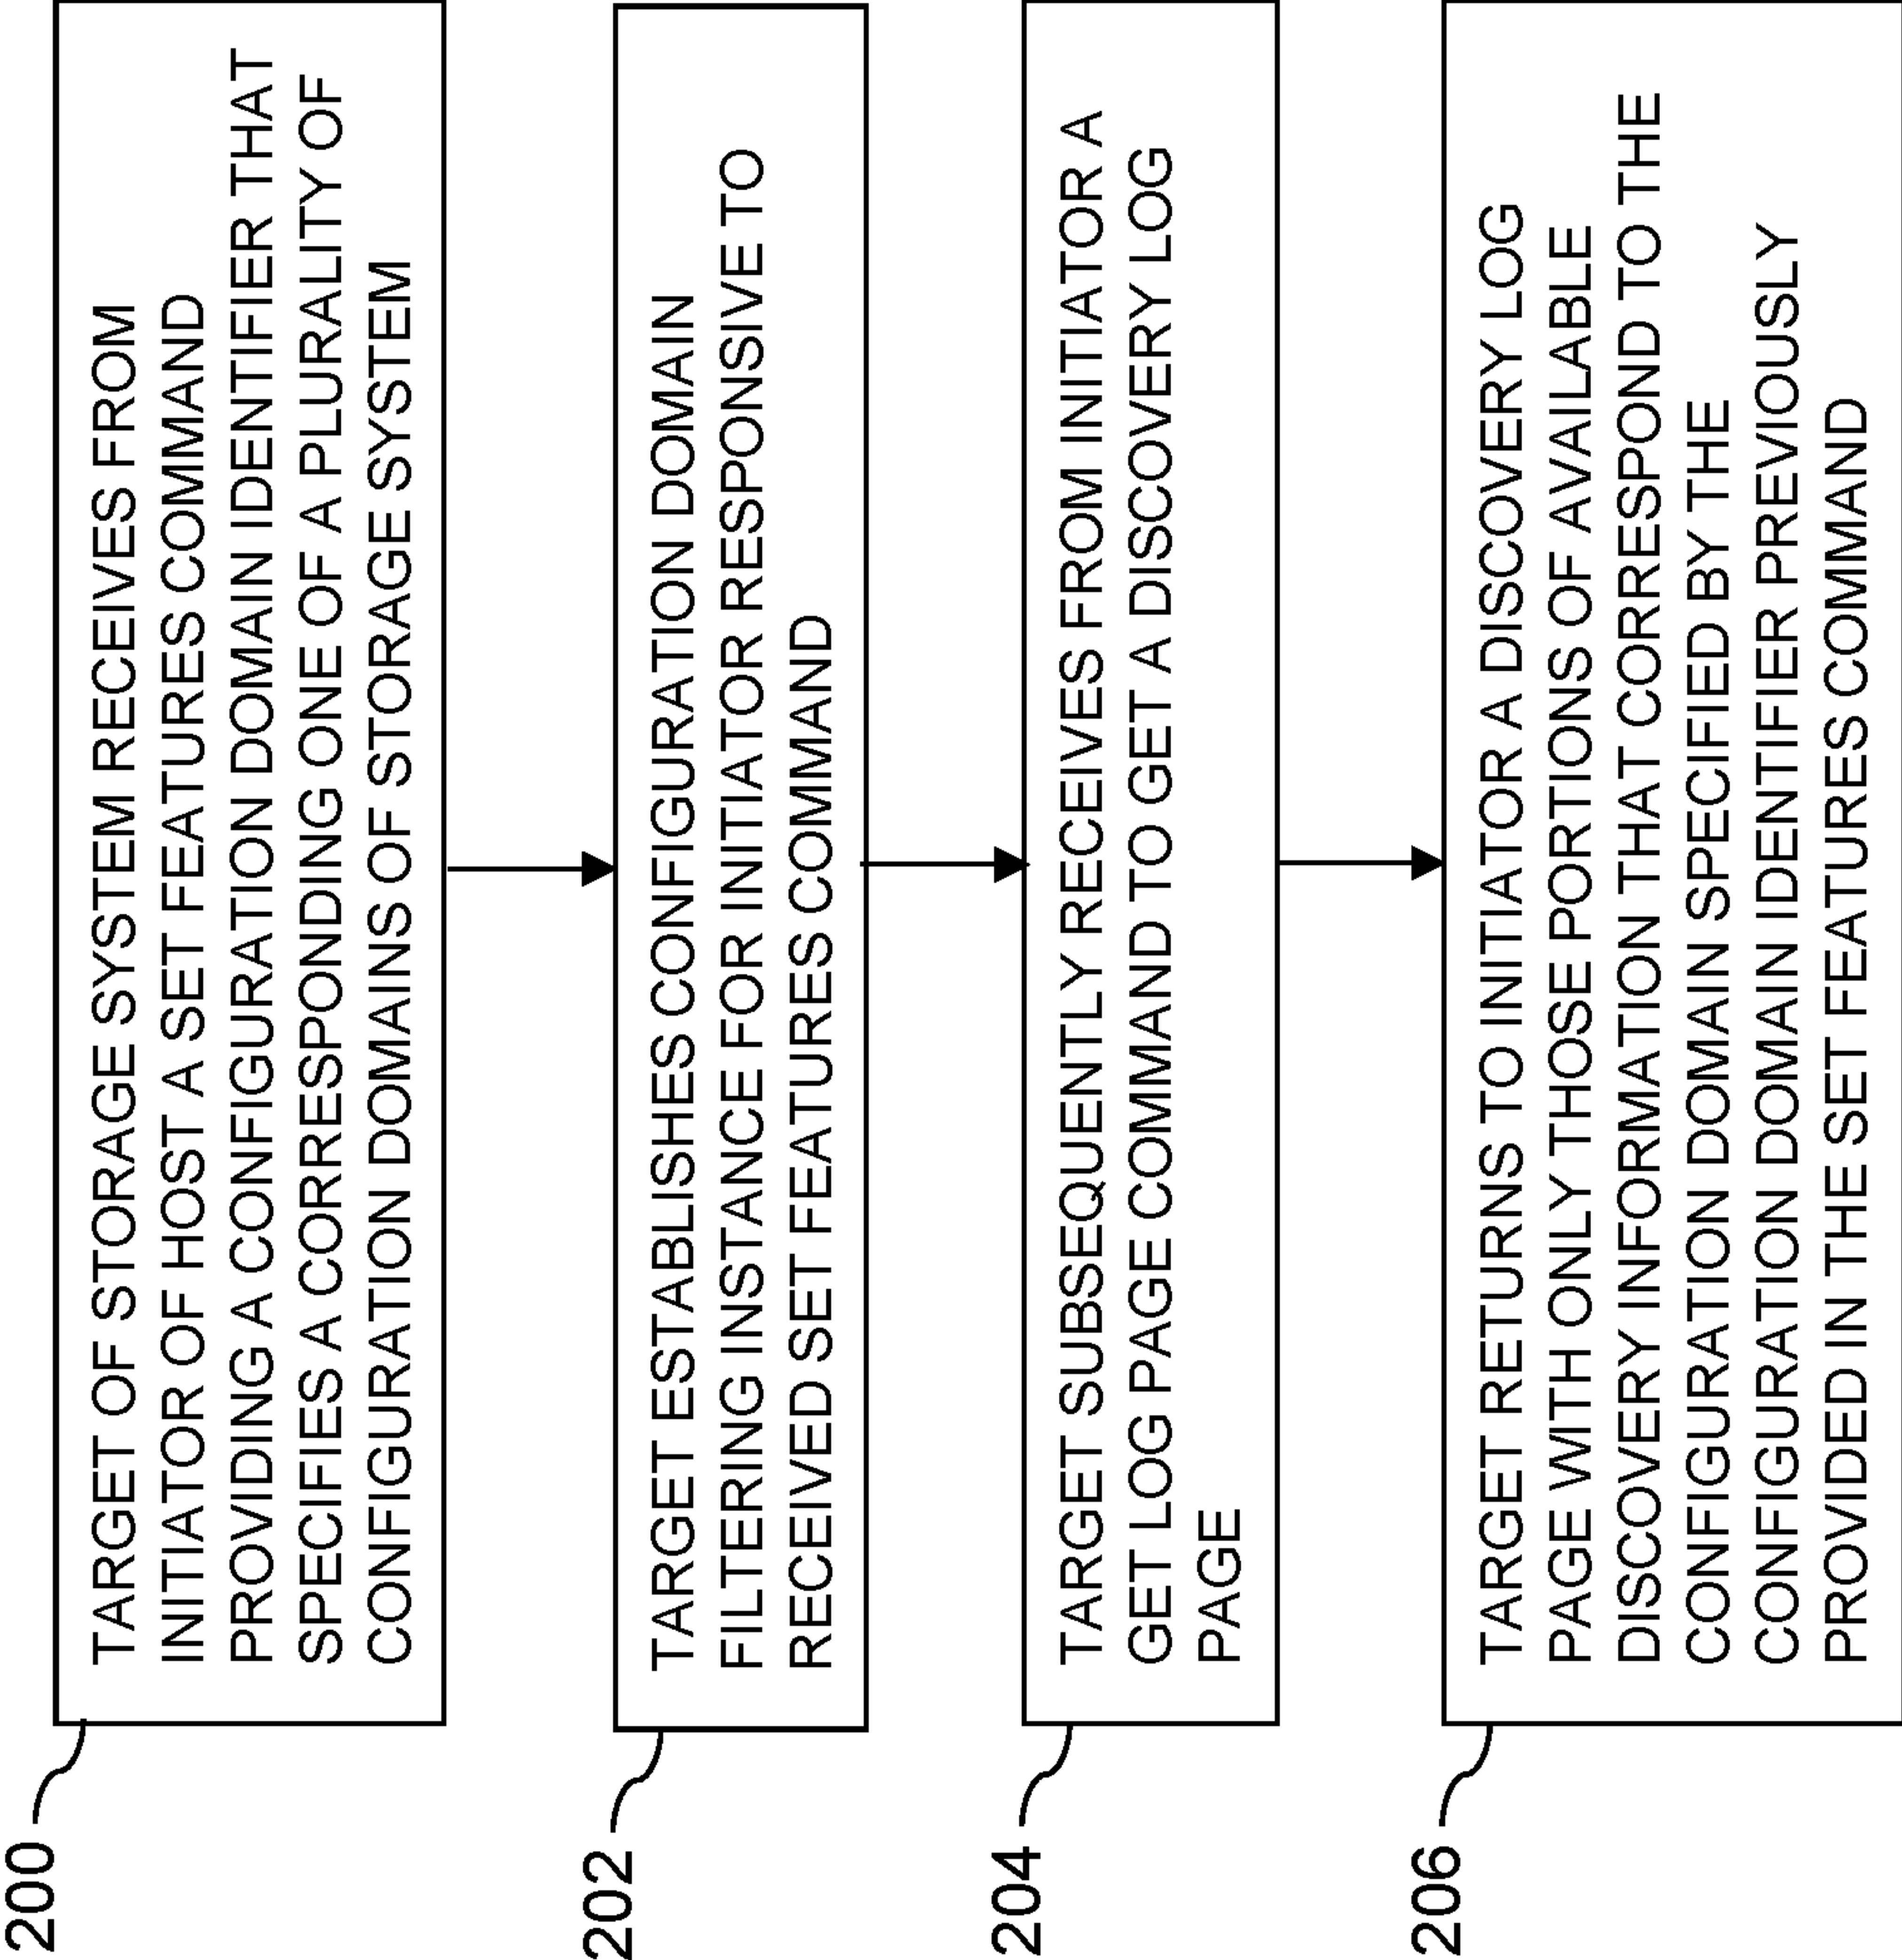 200
TARGET OF STORAGE SYSTEM RECEIVES FROM
INITIATOR OF HOST A SET FEATURES COMMAND
PROVIDING A CONFIGURATION DOMAIN IDENTIFIER THAT
SPECIFIES A CORRESPONDING ONE OF A PLURALITY OF
CONFIGURATION DOMAINS OF STORAGE SYSTEM
202
TARGET ESTABLISHES CONFIGURATION DOMAIN
FILTERING INSTANCE FOR INITIATOR RESPONSIVE TO
RECEIVED SET FEATURES COMMAND
204
TARGET SUBSEQUENTLY RECEIVES FROM INITIATOR A
GET LOG PAGE COMMAND TO GET A DISCOVERY LOG
PAGE
206
TARGET RETURNS TO INITIATOR A DISCOVERY LOG
PAGE WITH ONLY THOSE PORTIONS OF AVAILABLE
DISCOVERY INFORMATION THAT CORRESPOND TO THE
CONFIGURATION DOMAIN SPECIFIED BY THE
CONFIGURATION DOMAIN IDENTIFIER PREVIOUSLY
PROVIDED IN THE SET FEATURES COMMAND